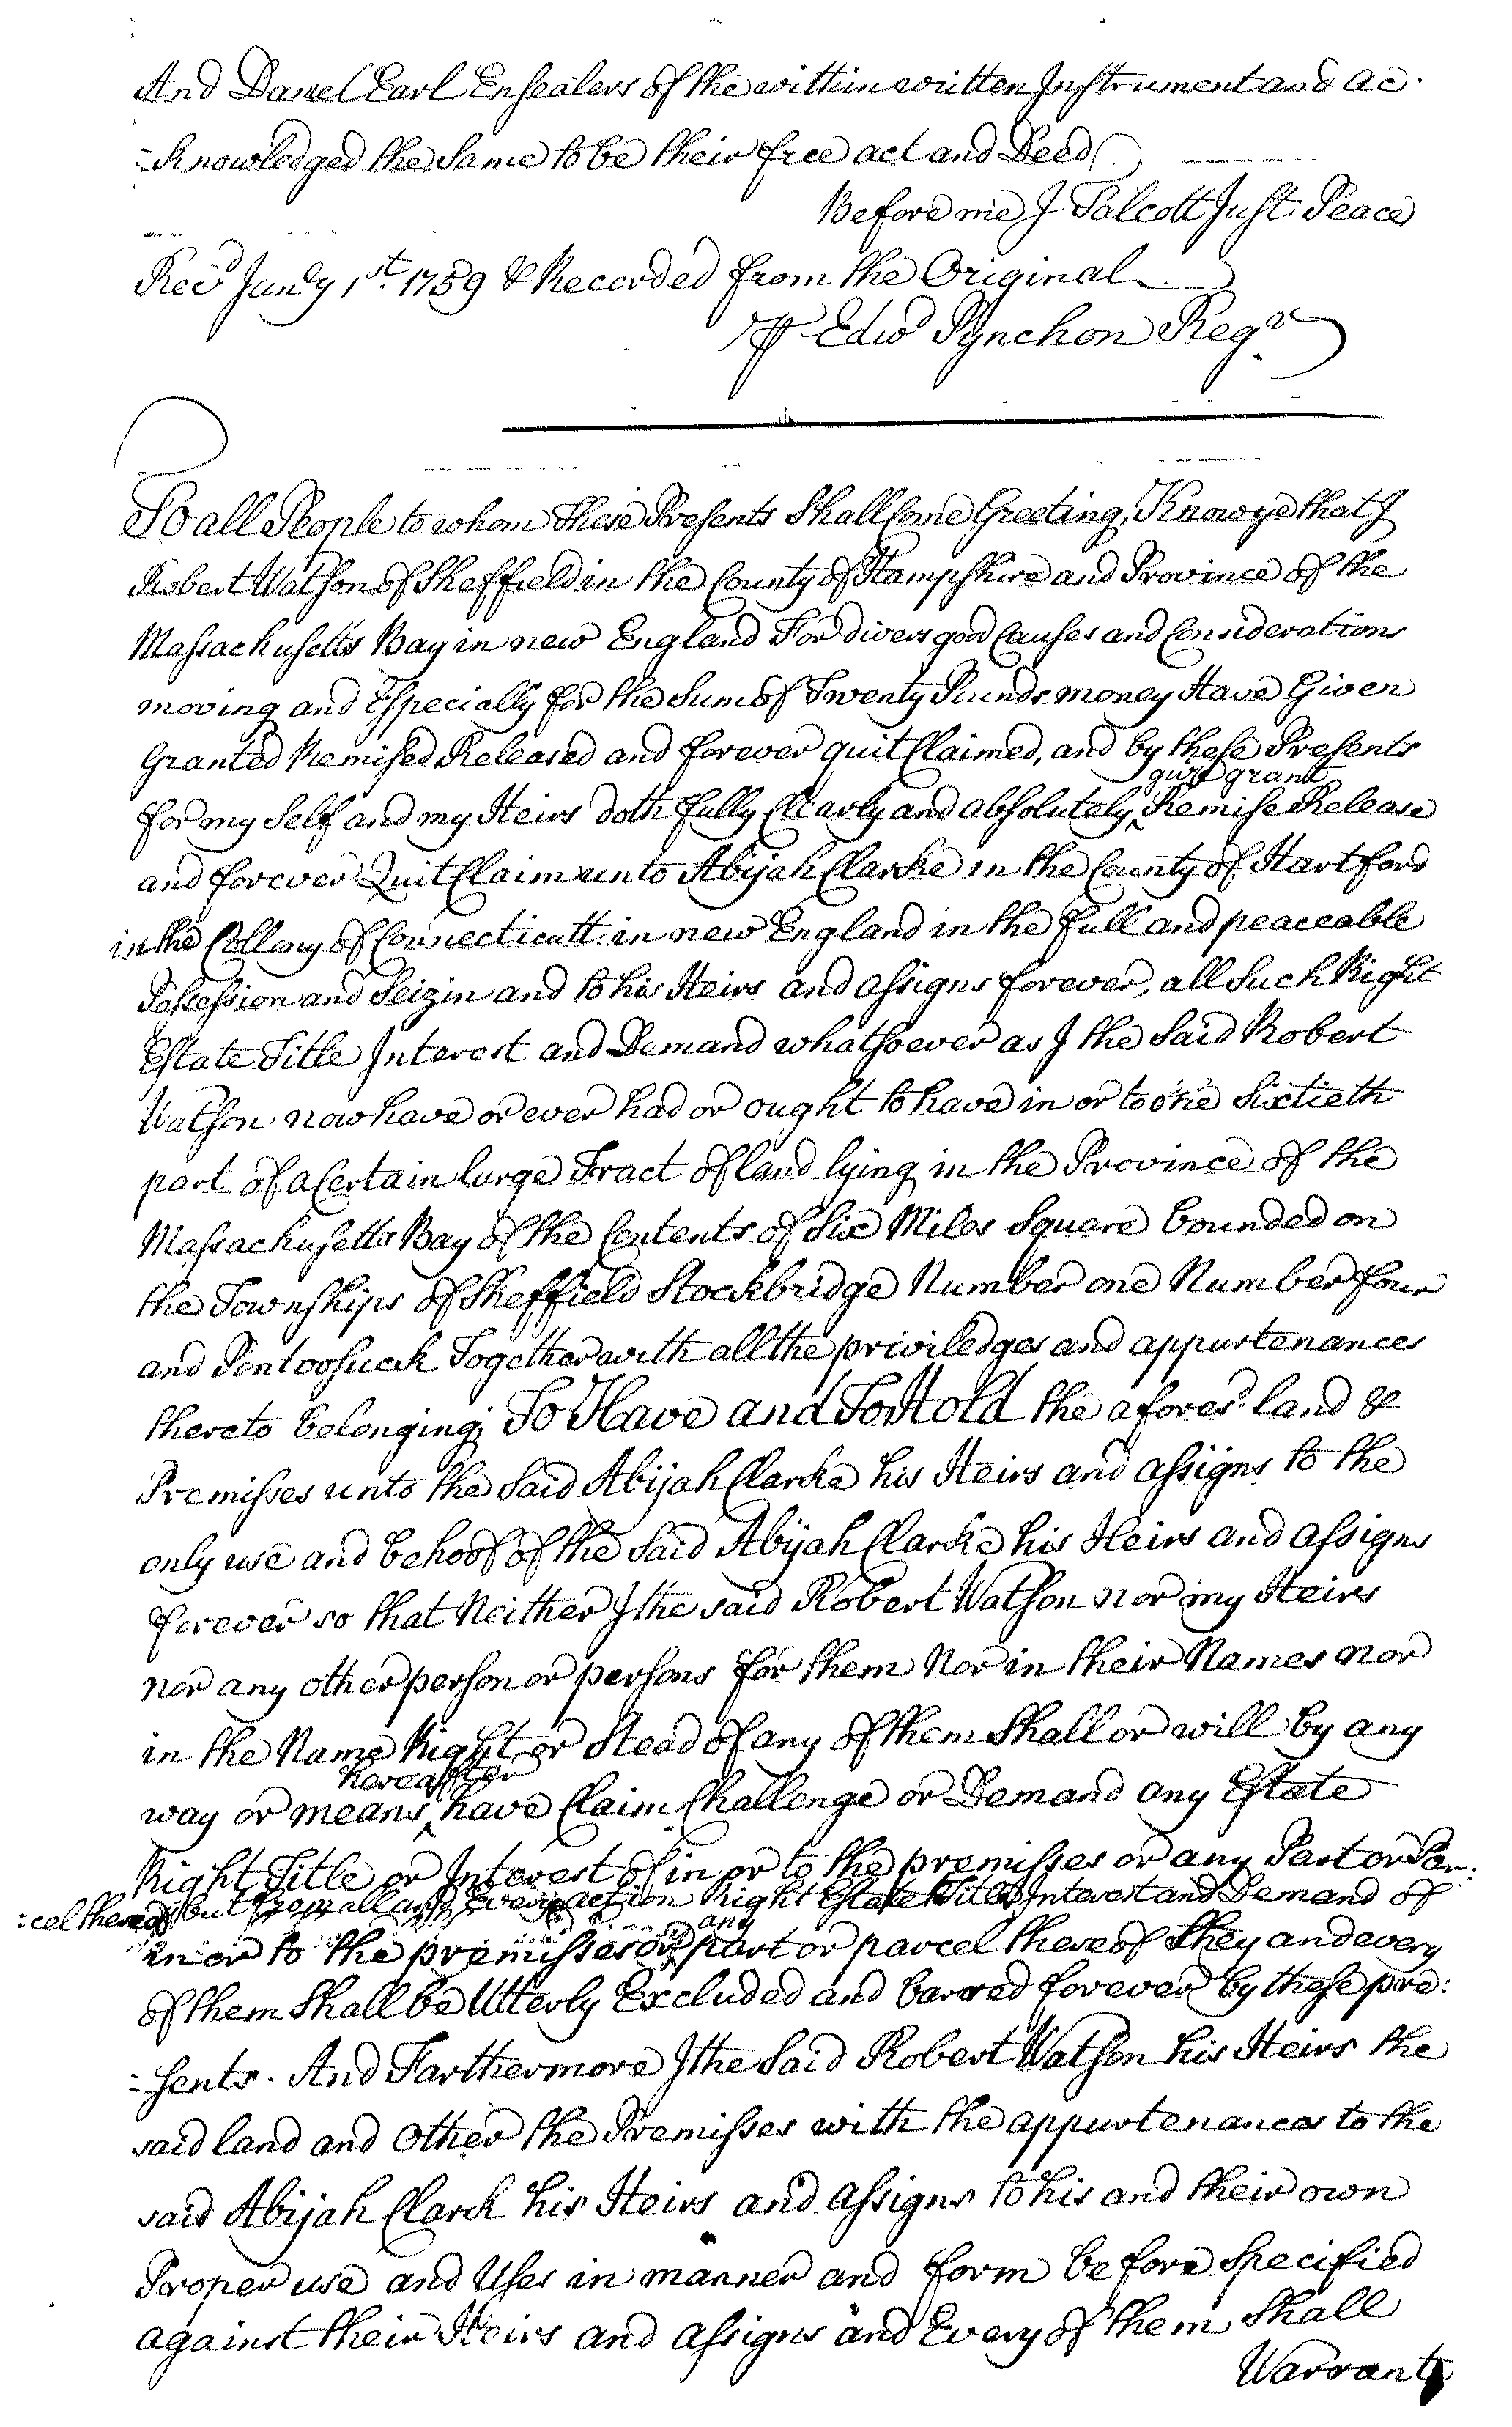 And Daniel Earl Ensealers of the within written Instrument and ac
=knowledged the Same to be their free act and Deed
Before me J Talcott Just. Peace
Recd Jany 1st. 1759 & Recorded from the Original
⅌ Edwd Pynchon Regr
To all People to whom these Presents Shall Come Greeting, Know ye that I
Robert Watson of Sheffield in the County of Hampshire and Province of the
Massachusetts Bay in new England For divers good Causes and Considerations
moving and Especially for the Sum of Twenty Pounds money Have Given
Granted Remised Released and forever quit Claimed, and by these Presents
give grant
for my Self and my Heirs doth fully Clearly and absolutely ‸ Remise Release
and forever Quit Claim unto Abijah Clarke in the County of Hartford
in the Collony of Connecticutt in new England in the full and peaceable
Possession and Seizin and to his Heirs and assigns forever, all Such Right
Estate Title Interest and Demand whatsoever as I the Said Robert
Watson now have or ever had or ought to have in or to one Sixtieth
part of a Certain large Tract of land lying in the Province of the
Massachusetts Bay of the Contents of Six Miles Square bounded on
the Townships of Sheffield Stockbridge Number one Number four
and Pontoosuck Together with all the priviledges and appurtenances
thereto belonging; To Have and To Hold the aforesd land &
Premisses unto the Said Abijah Clarke his Heirs and assigns to the
only use and behoof of the Said Abijah Clarke his Heirs and assigns
forever so that Neither I the said Robert Watson nor my Heirs
nor any other person or persons for them Nor in their Names nor
in the Name Right or Stead of any of them Shall or will by any
hereafter
way or means ‸ have Claim Challenge or Demand any Estate
Right Title or Interest of in or to the premisses or any Part or Par:
=cel thereof but from all and Every action Right Estate Title Interest and Demand of
any
in or to the premisses or ‸ part or parcel thereof they and every
of them Shall be Utterly Excluded and barred forever by these pre:
=sents. And Farthermore I the Said Robert Watson his Heirs the
said land and other the Premisses with the appurtenances to the
said Abijah Clark his Heirs and assigns to his and their own
Proper use and Uses in manner and form before Specified
against their Heirs and assigns and Every of them Shall
Warrant